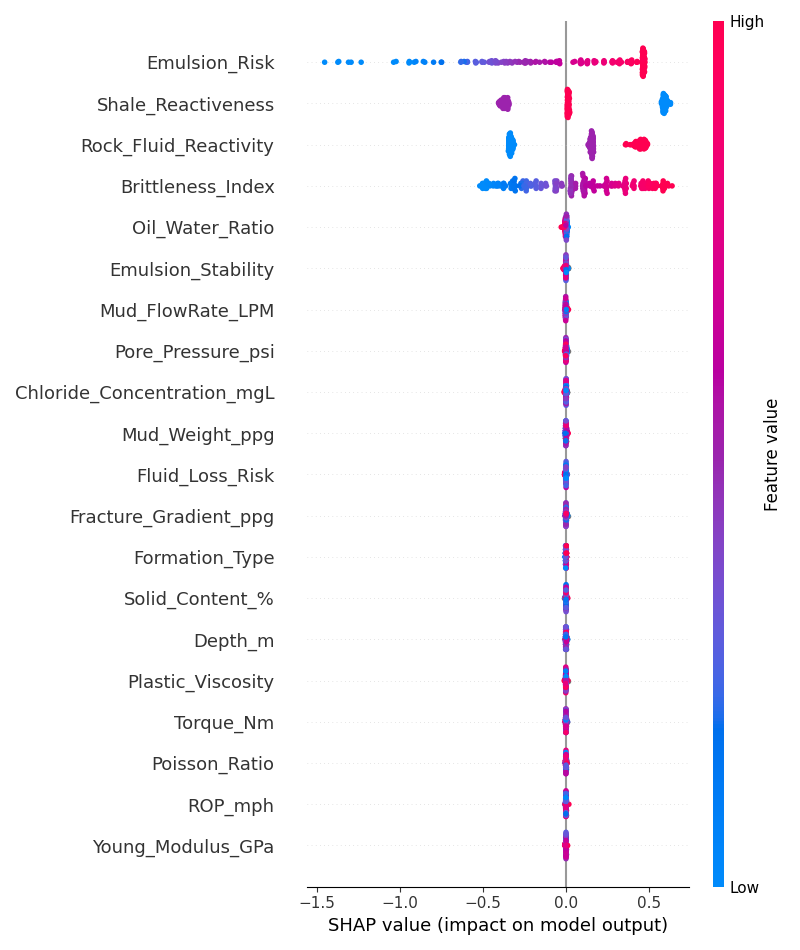 High
Emulsion_Risk
Shale_Reactiveness
Rock_Fluid_Reactivity
Brittleness_Index
Oil_Water_Ratio
Emulsion_Stability
Mud_FlowRate_LPM
Pore_Pressure_psi
Chloride_Concentration_mgL
Mud_Weight_ppg
Fluid_Loss_Risk
Fracture_Gradient_ppg
Formation_Type
Solid_Content_%
Depth_m
Plastic_Viscosity
Torque_Nm
Poisson_Ratio
ROP_mph
Young_Modulus_GPa
Feature value
Low
−1.5 −1.0 −0.5 0.0 0.5
SHAP value (impact on model output)